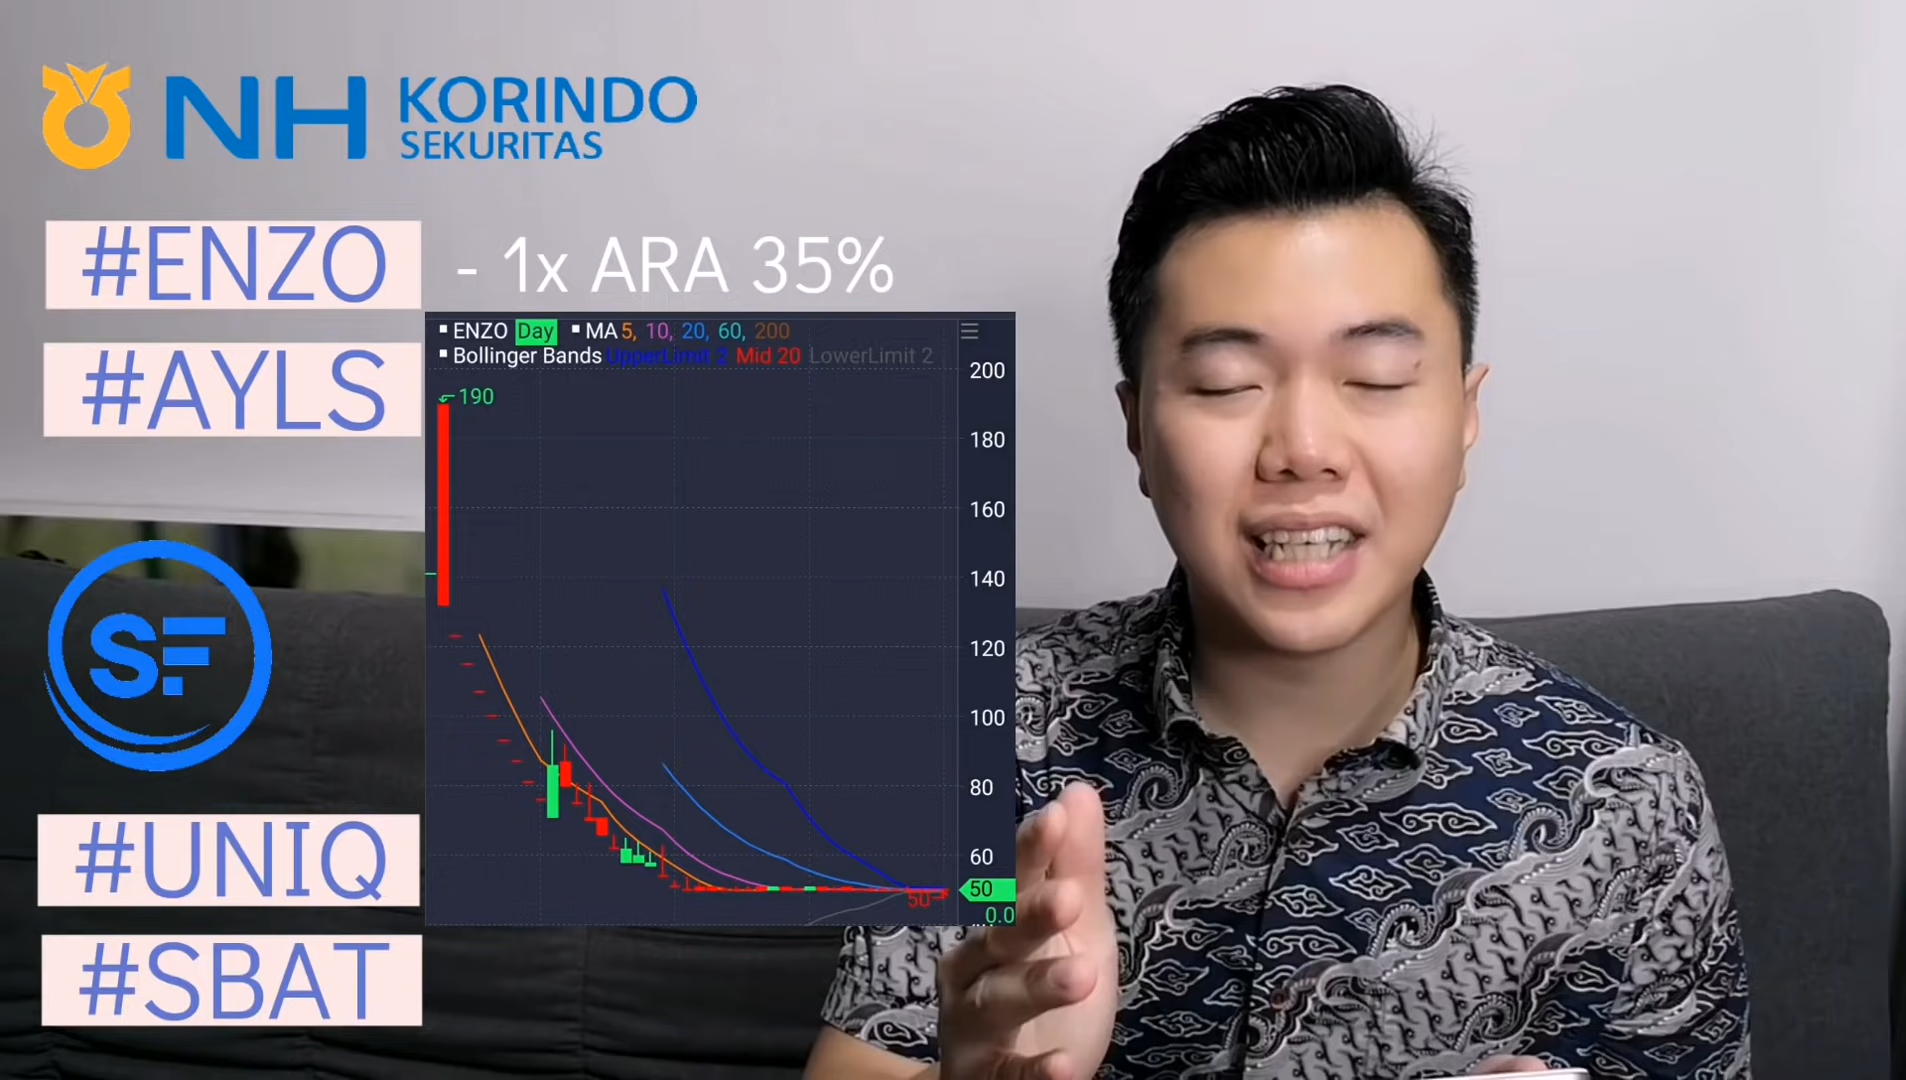 NH KORINDO
SEKURITAS
#ENZO - 1x ARA 35%
#AYLS
ENZO Day MA 5, 10, 20, 60, 200
Bollinger Bands UpperLimit 2 Mid 20 LowerLimit 2
200
190
180
160
140
120
100
80
60
50
50
0.0
SF
#UNIQ
#SBAT